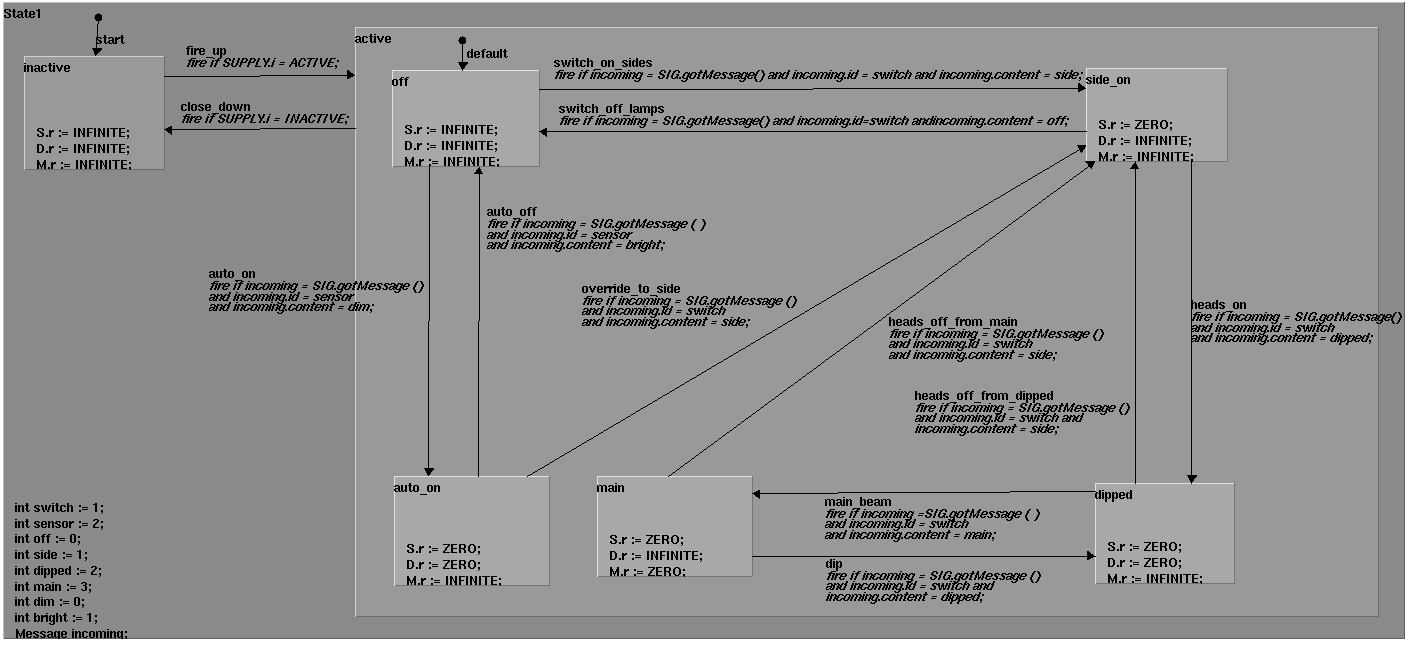 State1
start
inactive
S.r := INFINITE;
D.r := INFINITE;
M.r := INFINITE;
fire_up
fire if SUPPLY.i = ACTIVE;
close_down
fire if SUPPLY.i = INACTIVE;
active
default
off
S.r := INFINITE;
D.r := INFINITE;
M.r := INFINITE;
switch_on_sides
fire if incoming = SIG.gotMessage() and incoming.id = switch and incoming.content = side;
switch_off_lamps
fire if incoming = SIG.gotMessage() and incoming.id=switch andincoming.content = off;
side_on
S.r := ZERO;
D.r := INFINITE;
M.r := INFINITE;
auto_off
fire if incoming = SIG.gotMessage ( )
and incoming.id = sensor
and incoming.content = bright;
auto_on
fire if incoming = SIG.gotMessage ()
and incoming.id = sensor
and incoming.content = dim;
override_to_side
fire if incoming = SIG.gotMessage ()
and incoming.id = switch
and incoming.content = side;
heads_off_from_main
fire if incoming = SIG.gotMessage ()
and incoming.id = switch
and incoming.content = side;
heads_on
fire if incoming = SIG.gotMessage()
and incoming.id = switch
and incoming.content = dipped;
heads_off_from_dipped
fire if incoming = SIG.gotMessage ()
and incoming.id = switch and
incoming.content = side;
auto_on
S.r := ZERO;
D.r := ZERO;
M.r := INFINITE;
main
S.r := ZERO;
D.r := INFINITE;
M.r := ZERO;
main_beam
fire if incoming =SIG.gotMessage ( )
and incoming.id = switch
and incoming.content = main;
dip
fire if incoming = SIG.gotMessage ()
and incoming.id = switch and
incoming.content = dipped;
dipped
S.r := ZERO;
D.r := ZERO;
M.r := INFINITE;
int switch := 1;
int sensor := 2;
int off := 0;
int side := 1;
int dipped := 2;
int main := 3;
int dim := 0;
int bright := 1;
Message incoming;